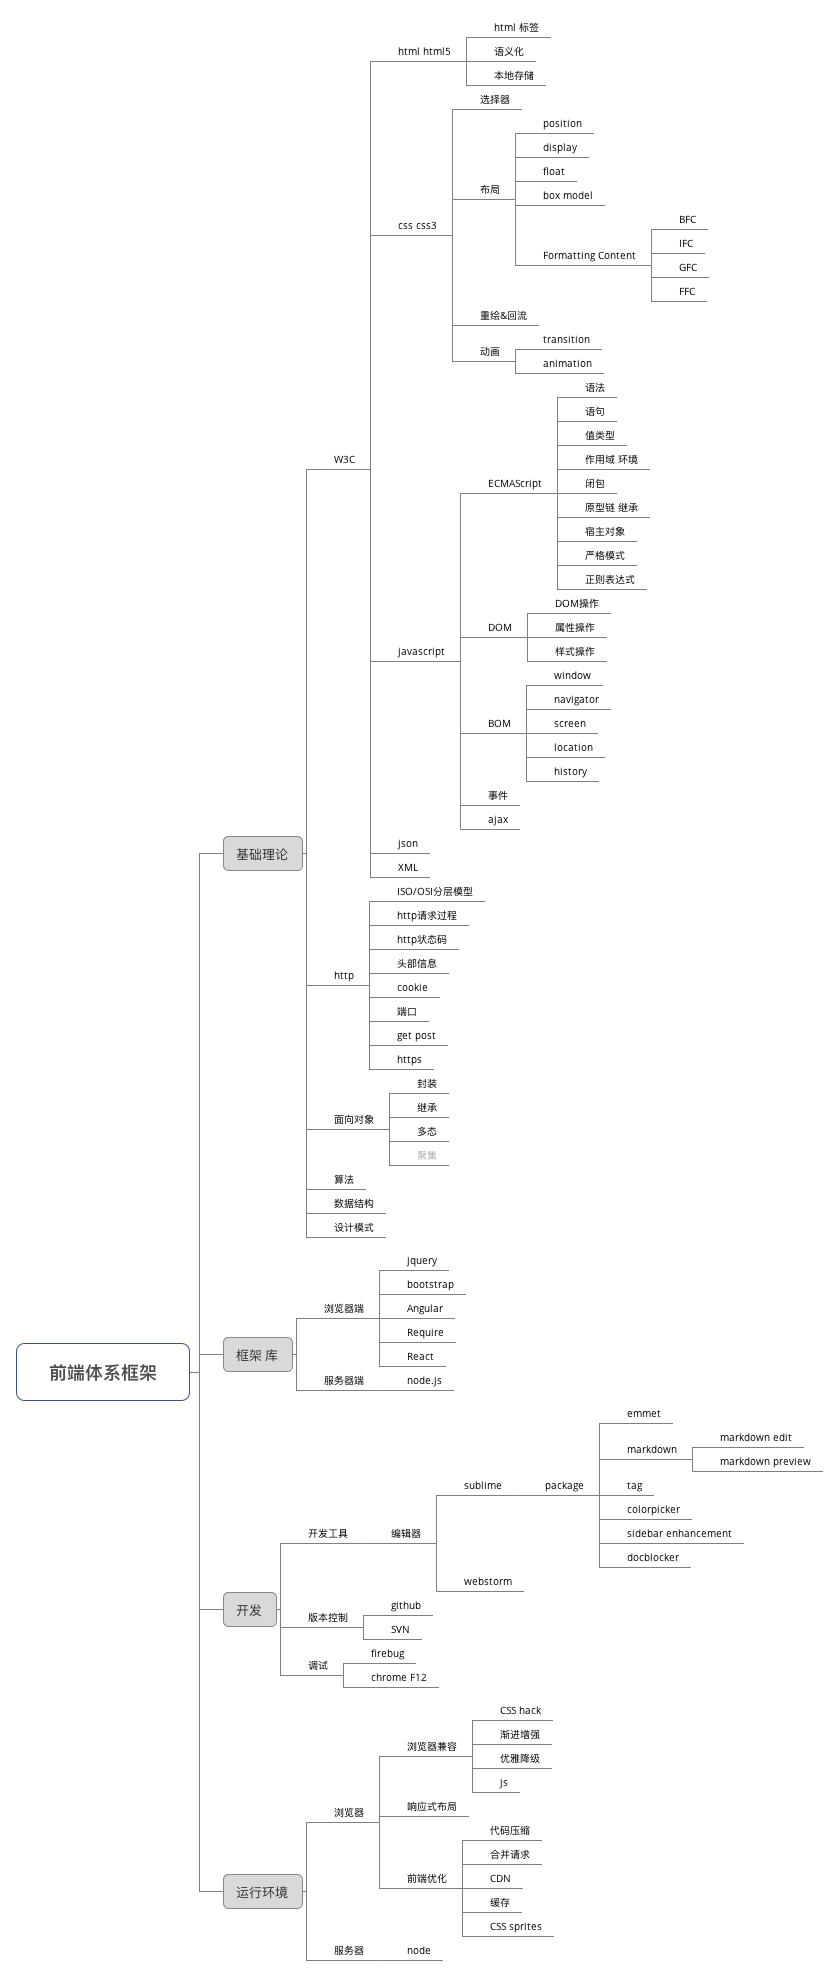 html 标签
html html5
语义化
本地存储
选择器
position
display
float
布局
box model
BFC
css css3
IFC
Formatting Content
GFC
FFC
重绘&回流
transition
动画
animation
语法
语句
值类型
W3C
作用域 环境
ECMAScript
闭包
原型链 继承
宿主对象
严格模式
正则表达式
DOM操作
DOM
属性操作
javascript
样式操作
window
navigator
BOM
screen
location
history
事件
ajax
json
基础理论
XML
ISO/OSI分层模型
http请求过程
http状态码
头部信息
http
cookie
端口
get post
https
封装
继承
面向对象
多态
聚集
算法
数据结构
设计模式
jquery
bootstrap
浏览器端
Angular
Require
框架 库
React
前端体系框架
服务器端
node.js
emmet
markdown edit
markdown
markdown preview
sublime
package
tag
colorpicker
开发工具
编辑器
sidebar enhancement
docblocker
webstorm
github
开发
版本控制
SVN
firebug
调试
chrome F12
CSS hack
渐进增强
浏览器兼容
优雅降级
js
响应式布局
浏览器
代码压缩
合并请求
前端优化
CDN
运行环境
缓存
CSS sprites
服务器
node